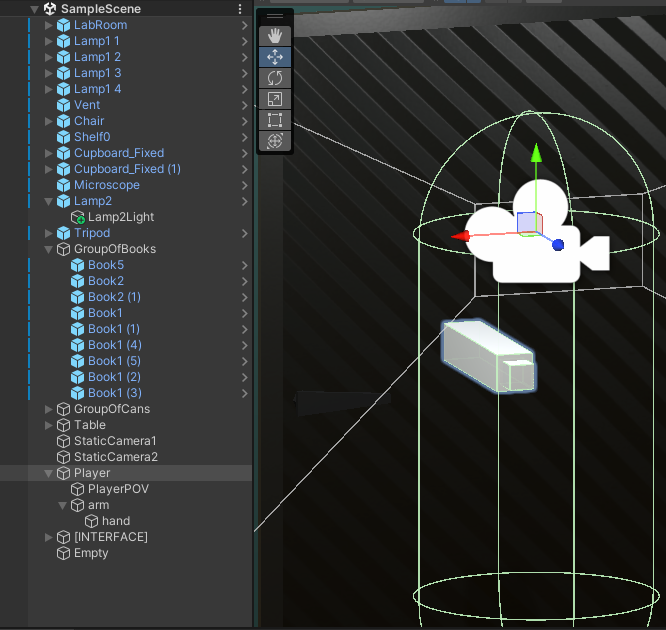 SampleScene
LabRoom
Lamp1 1
Lamp1 2
Lamp1 3
Lamp1 4
Vent
Chair
Shelf0
Cupboard_Fixed
Cupboard_Fixed (1)
Microscope
Lamp2
Lamp2Light
Tripod
GroupOfBooks
Book5
Book2
Book2 (1)
Book1
Book1 (1)
Book1 (4)
Book1 (5)
Book1 (2)
Book1 (3)
GroupOfCans
Table
StaticCamera1
StaticCamera2
Player
PlayerPOV
arm
hand
[INTERFACE]
Empty